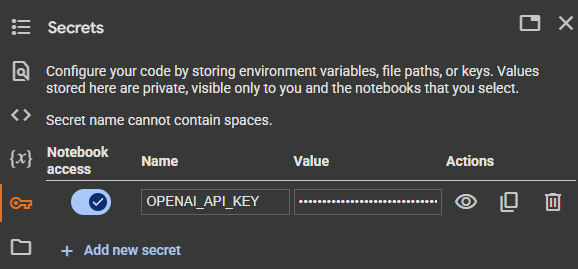 Secrets
Configure your code by storing environment variables, file paths, or keys. Values
stored here are private, visible only to you and the notebooks that you select.
Secret name cannot contain spaces.
Notebook access Name Value Actions
OPENAI_API_KEY ••••••••••••••••••••••••••••
+ Add new secret